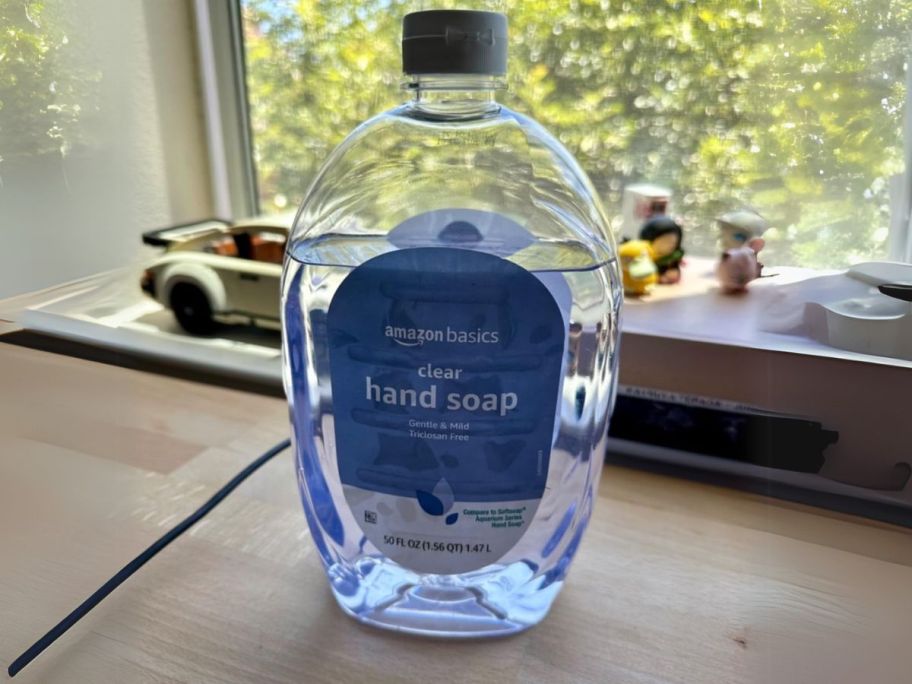 amazon basics
clear
hand soap
Gentle & Mild
Triclosan Free
Compare to Softsoap®
Aquarium Series
Hand Soap*
50 FL OZ (1.56 QT) 1.47 L